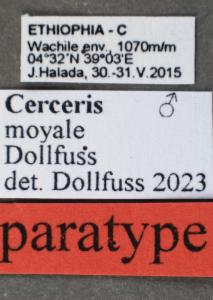 ETHIOPHIA - C
Wachile env., 1070m/m
04°32'N 39°03'E
J.Halada, 30.-31.V.2015
Cerceris ♂
moyale
Dollfuss
det. Dollfuss 2023
paratype